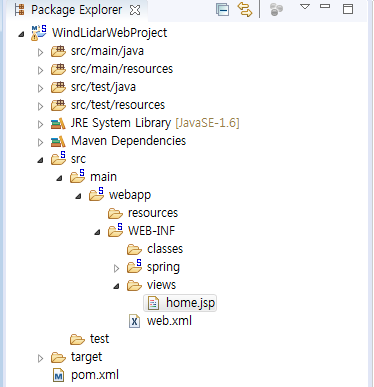 Package Explorer
WindLidarWebProject
src/main/java
src/main/resources
src/test/java
src/test/resources
JRE System Library [JavaSE-1.6]
Maven Dependencies
src
main
webapp
resources
WEB-INF
classes
spring
views
home.jsp
web.xml
test
target
pom.xml